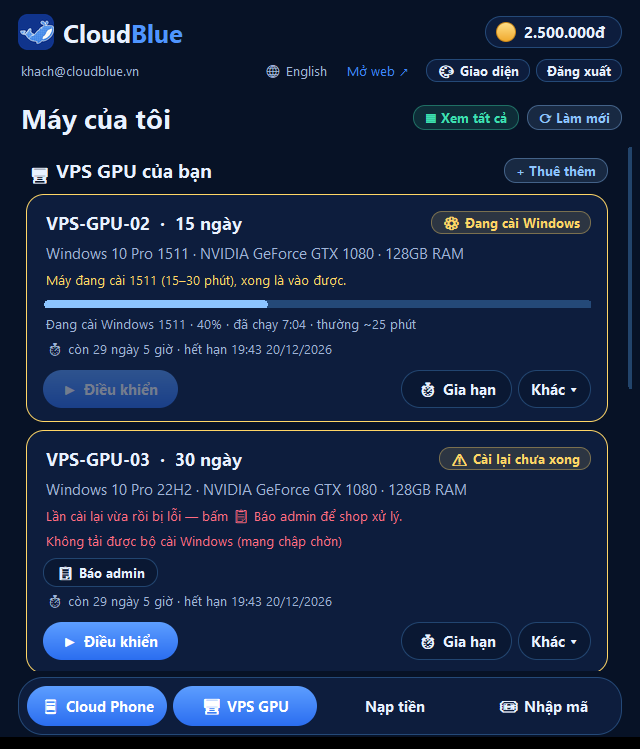 CloudBlue
2.500.000đ
khach@cloudblue.vn
English
Mở web ↗
Giao diện
Đăng xuất
Máy của tôi
Xem tất cả
Làm mới
VPS GPU của bạn
+ Thuê thêm
VPS-GPU-02 · 15 ngày
Đang cài Windows
Windows 10 Pro 1511 · NVIDIA GeForce GTX 1080 · 128GB RAM
Máy đang cài 1511 (15–30 phút), xong là vào được.
Đang cài Windows 1511 · 40% · đã chạy 7:04 · thường ~25 phút
còn 29 ngày 5 giờ · hết hạn 19:43 20/12/2026
Điều khiển
Gia hạn
Khác
VPS-GPU-03 · 30 ngày
Cài lại chưa xong
Windows 10 Pro 22H2 · NVIDIA GeForce GTX 1080 · 128GB RAM
Lần cài lại vừa rồi bị lỗi — bấm 📋 Báo admin để shop xử lý.
Không tải được bộ cài Windows (mạng chập chờn)
Báo admin
còn 29 ngày 5 giờ · hết hạn 19:43 20/12/2026
Điều khiển
Gia hạn
Khác
Cloud Phone
VPS GPU
Nạp tiền
Nhập mã